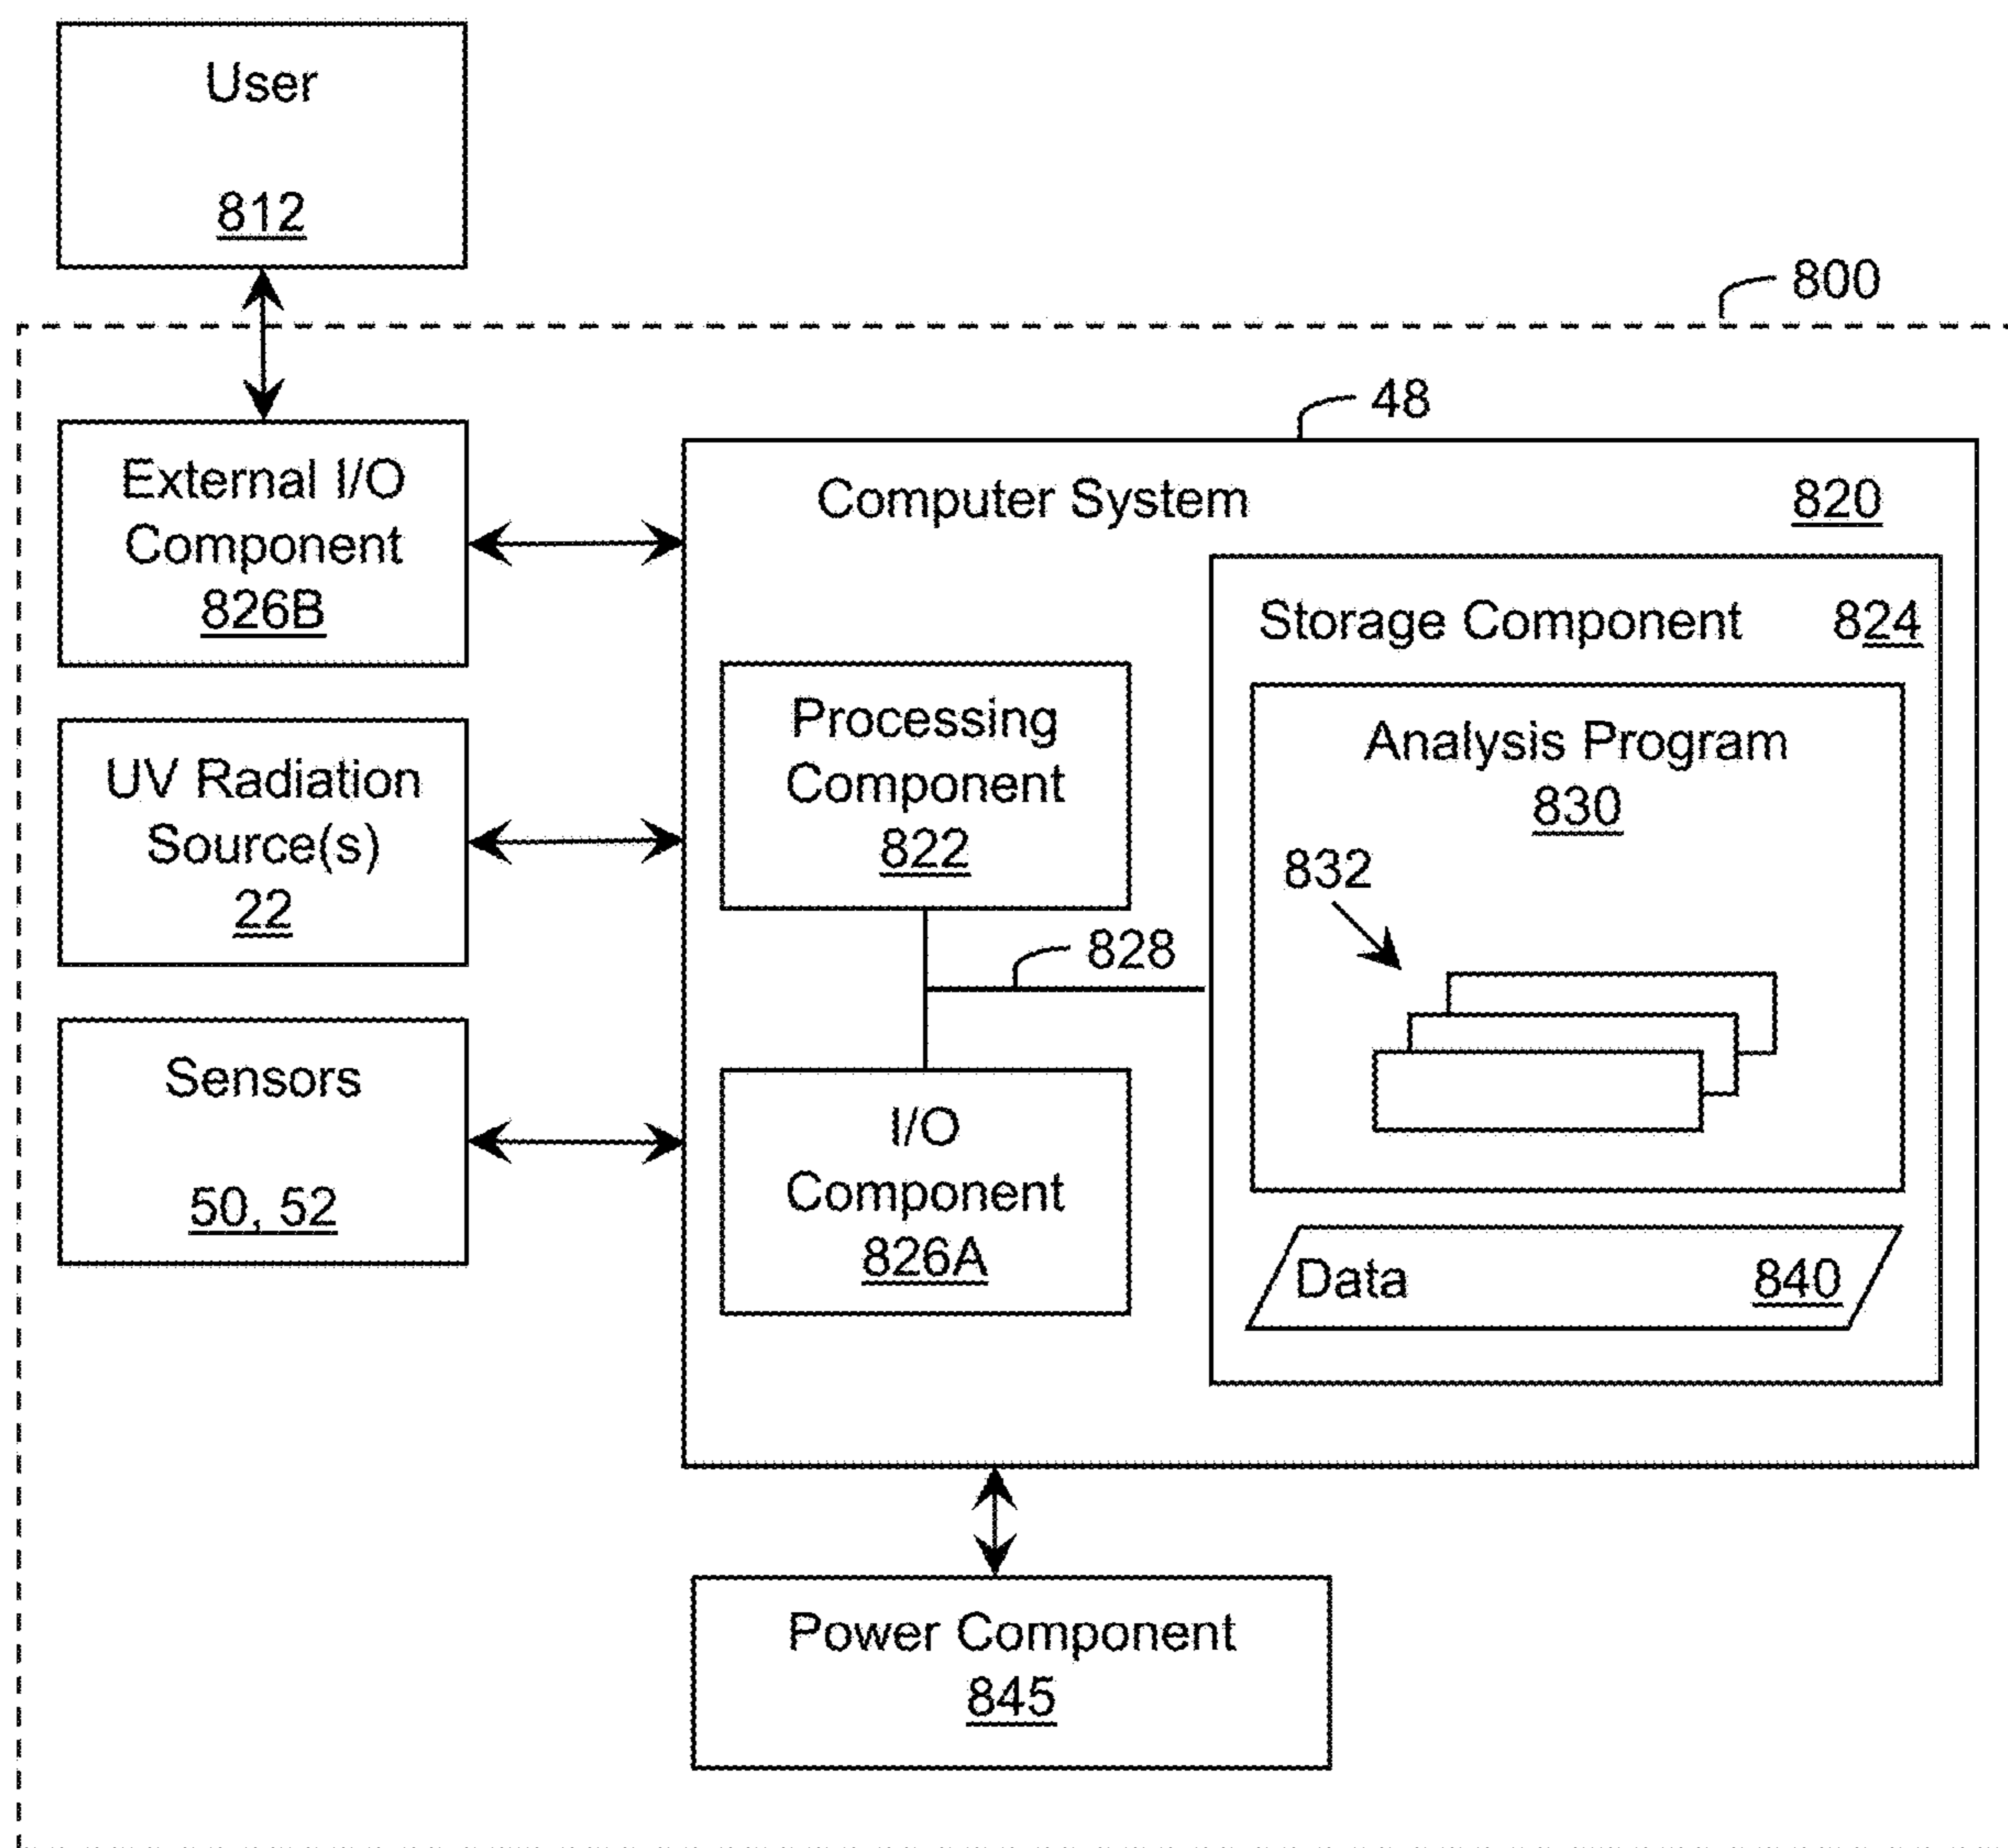 User
812
800
48
External I/O
Component
826B
Computer System 820
Storage Component 824
Processing
Component
822
Analysis Program
830
UV Radiation
Source(s)
22
832
828
Sensors
50, 52
I/O
Component
826A
Data 840
Power Component
845